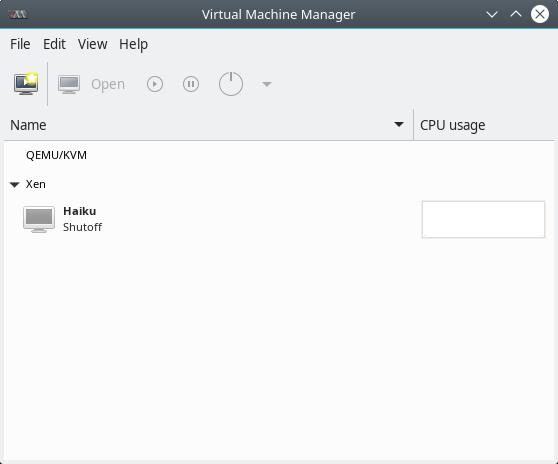 Virtual Machine Manager
File Edit View Help
Open
Name CPU usage
QEMU/KVM
Xen
Haiku
Shutoff